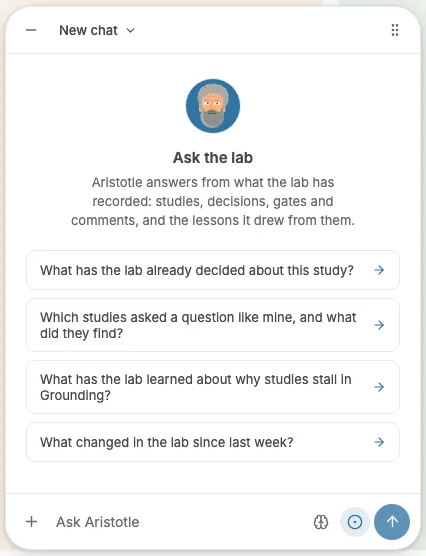 New chat
Ask the lab
Aristotle answers from what the lab has
recorded: studies, decisions, gates and
comments, and the lessons it drew from them.
What has the lab already decided about this study?
Which studies asked a question like mine, and what
did they find?
What has the lab learned about why studies stall in
Grounding?
What changed in the lab since last week?
Ask Aristotle